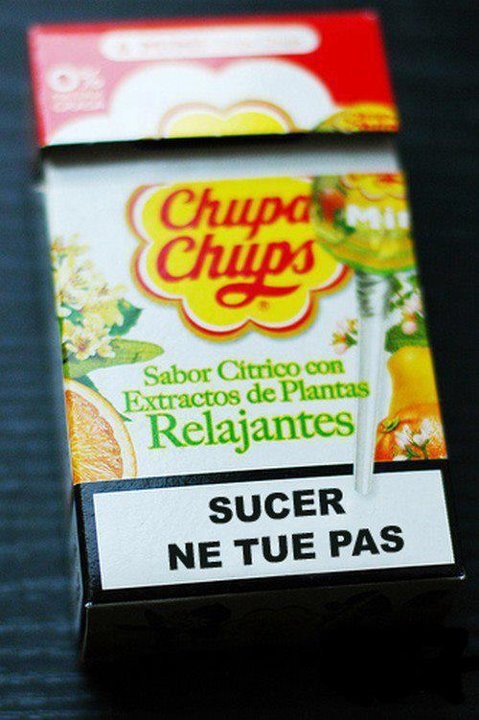 0%
Chupa
Chups
®
Sabor Cítrico con
Extractos de Plantas
Relajantes
SUCER
NE TUE PAS